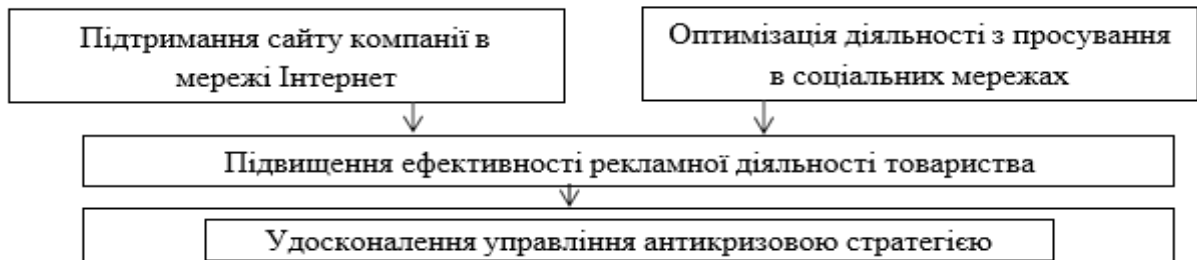 Підтримання сайту компанії в
мережі Інтернет
Оптимізація діяльності з просування
в соціальних мережах
Підвищення ефективності рекламної діяльності товариства
Удосконалення управління антикризовою стратегією